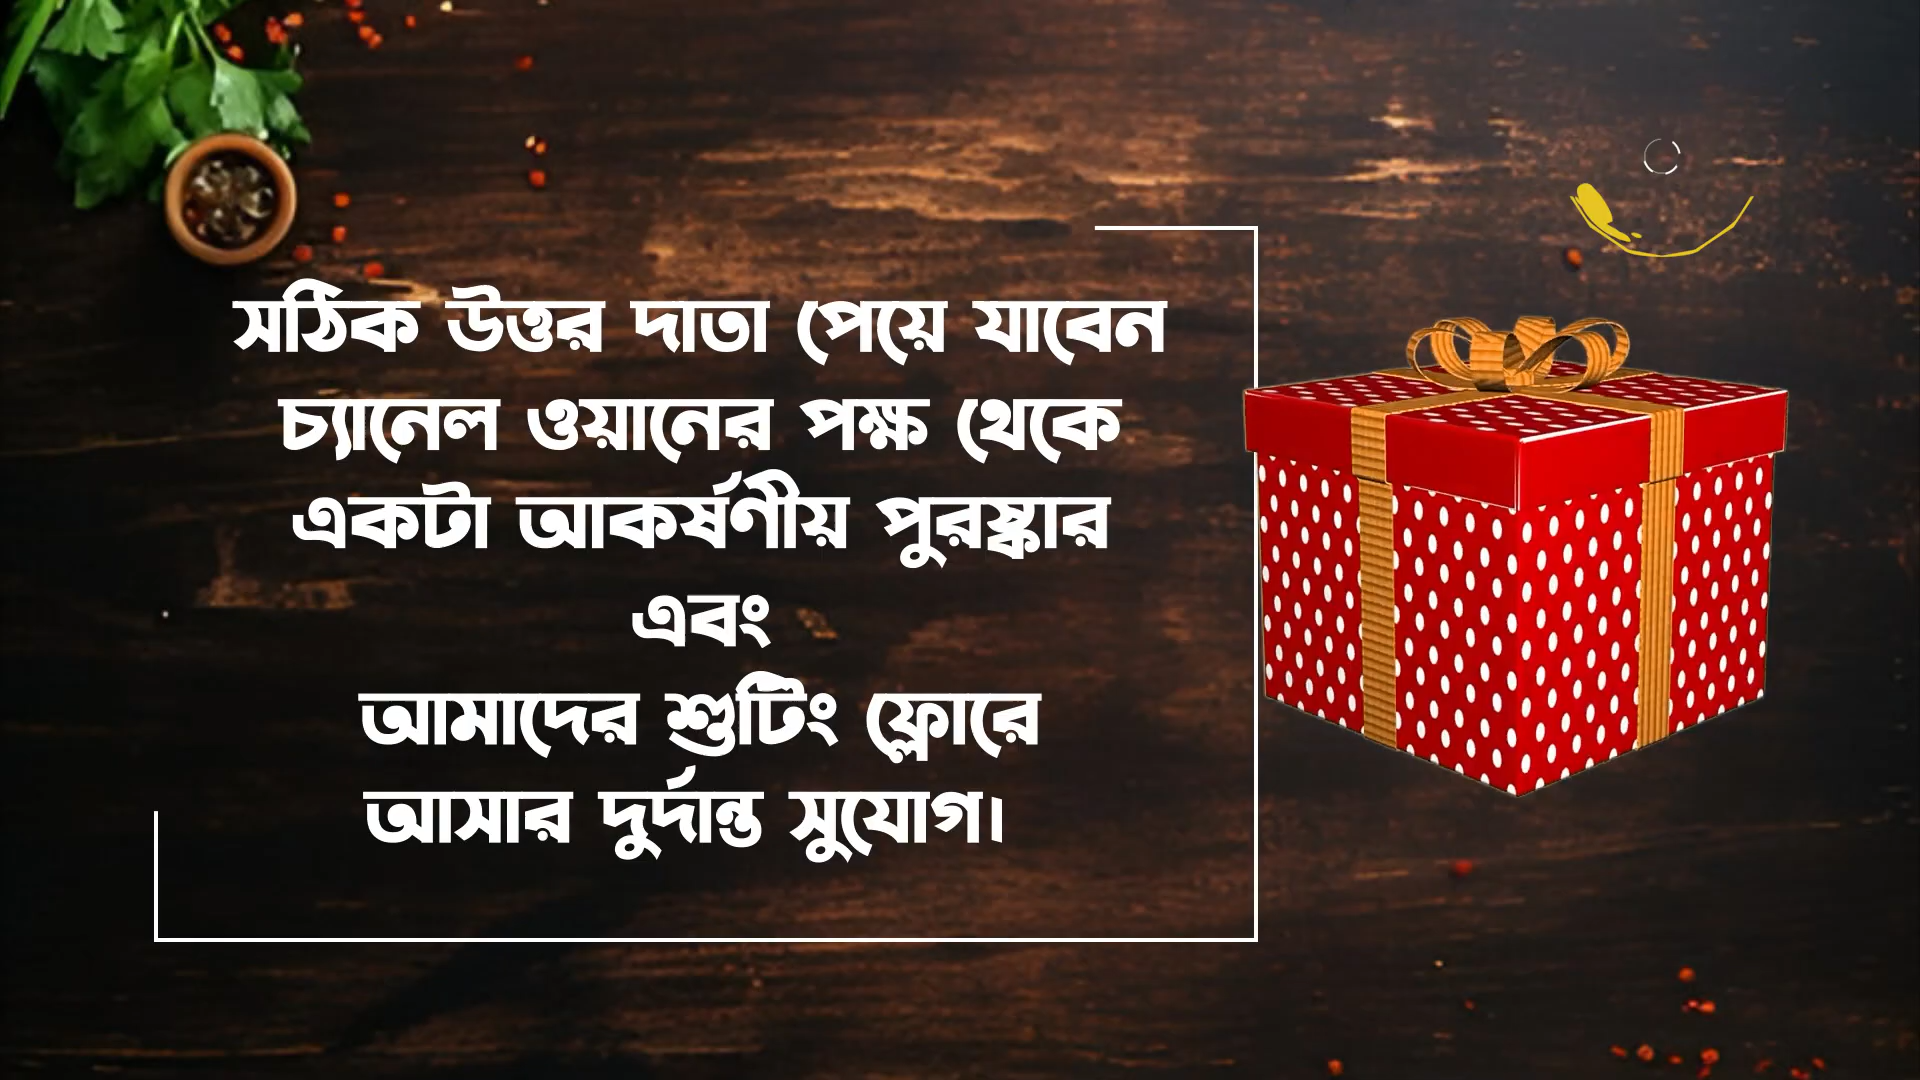 সঠিক উত্তর দাতা পেয়ে যাবেন
চ্যানেল ওয়ানের পক্ষ থেকে
একটা আকর্ষণীয় পুরস্কার
এবং
আমাদের শুটিং ফ্লোরে
আসার দুর্দান্ত সুযোগ।